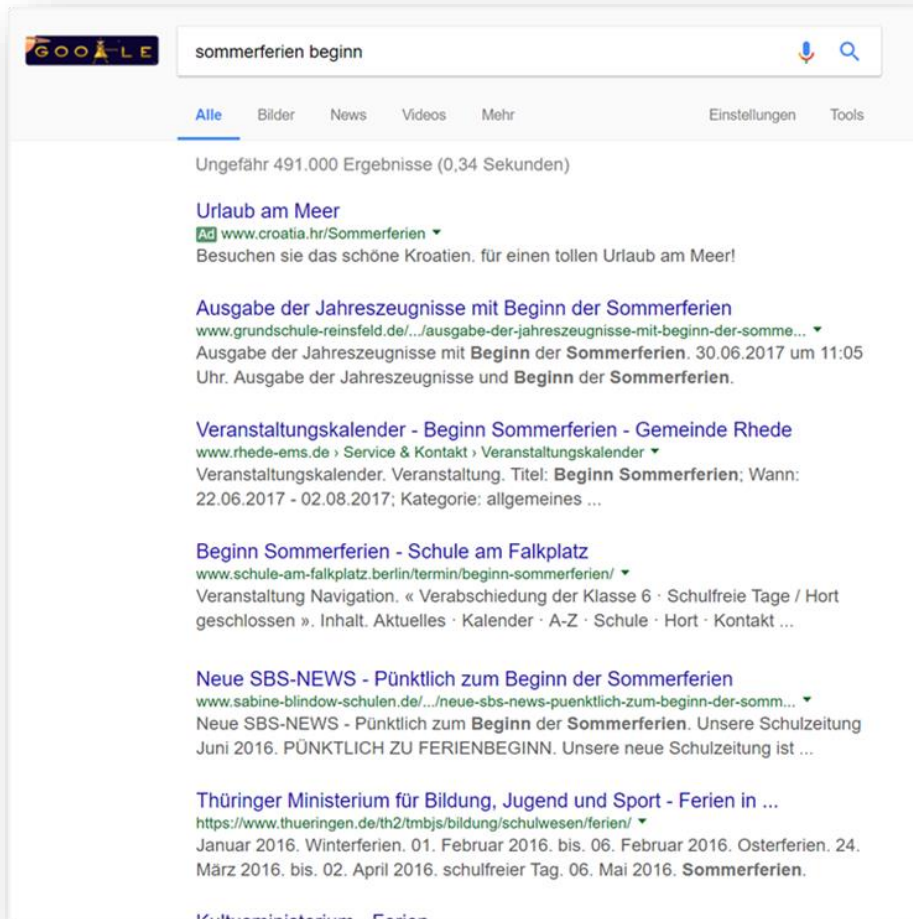 GOO LE
sommerferien beginn
Alle Bilder News Videos Mehr Einstellungen Tools
Ungefähr 491.000 Ergebnisse (0,34 Sekunden)
Urlaub am Meer
Ad www.croatia.hr/Sommerferien
Besuchen sie das schöne Kroatien. für einen tollen Urlaub am Meer!
Ausgabe der Jahreszeugnisse mit Beginn der Sommerferien
www.grundschule-reinsfeld.de/.../ausgabe-der-jahreszeugnisse-mit-beginn-der-somme...
Ausgabe der Jahreszeugnisse mit Beginn der Sommerferien. 30.06.2017 um 11:05
Uhr. Ausgabe der Jahreszeugnisse und Beginn der Sommerferien.
Veranstaltungskalender - Beginn Sommerferien - Gemeinde Rhede
www.rhede-ems.de › Service & Kontakt › Veranstaltungskalender
Veranstaltungskalender. Veranstaltung. Titel: Beginn Sommerferien; Wann:
22.06.2017 - 02.08.2017; Kategorie: allgemeines ...
Beginn Sommerferien - Schule am Falkplatz
www.schule-am-falkplatz.berlin/termin/beginn-sommerferien/
Veranstaltung Navigation. « Verabschiedung der Klasse 6 · Schulfreie Tage / Hort
geschlossen ». Inhalt. Aktuelles · Kalender · A-Z · Schule · Hort · Kontakt ...
Neue SBS-NEWS - Pünktlich zum Beginn der Sommerferien
www.sabine-blindow-schulen.de/.../neue-sbs-news-puenktlich-zum-beginn-der-somm...
Neue SBS-NEWS - Pünktlich zum Beginn der Sommerferien. Unsere Schulzeitung
Juni 2016. PÜNKTLICH ZU FERIENBEGINN. Unsere neue Schulzeitung ist ...
Thüringer Ministerium für Bildung, Jugend und Sport - Ferien in ...
https://www.thueringen.de/th2/tmbjs/bildung/schulwesen/ferien/
Januar 2016. Winterferien. 01. Februar 2016. bis. 06. Februar 2016. Osterferien. 24.
März 2016. bis. 02. April 2016. schulfreier Tag. 06. Mai 2016. Sommerferien.